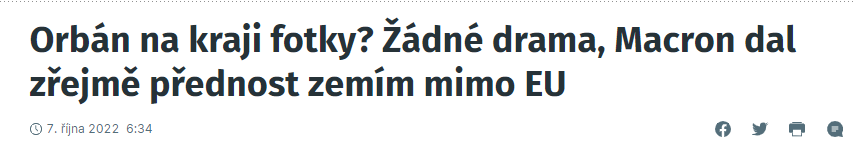 Orbán na kraji fotky? Žádné drama, Macron dal
zřejmě přednost zemím mimo EU
7. října 2022 6:34